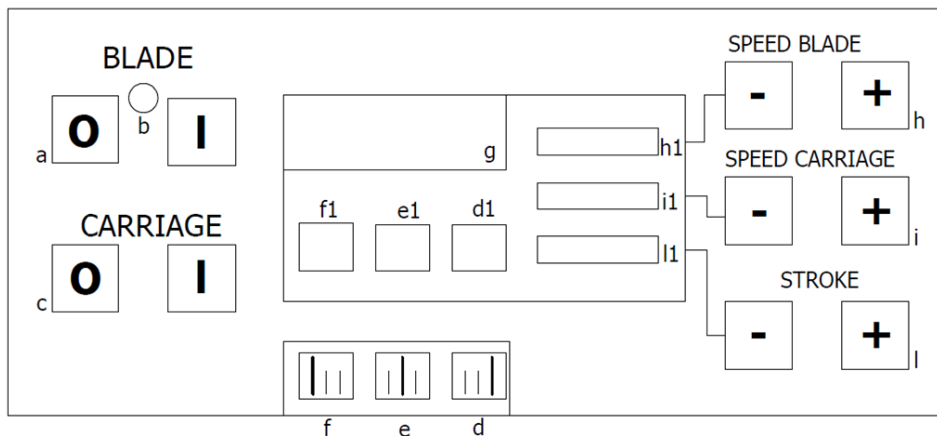 SPEED BLADE
BLADE
- +
b
O I
a
h
g
h1
SPEED CARRIAGE
- +
i1
f1 e1 d1
CARRIAGE
i
l1
O I
c
STROKE
- +
l
f e d